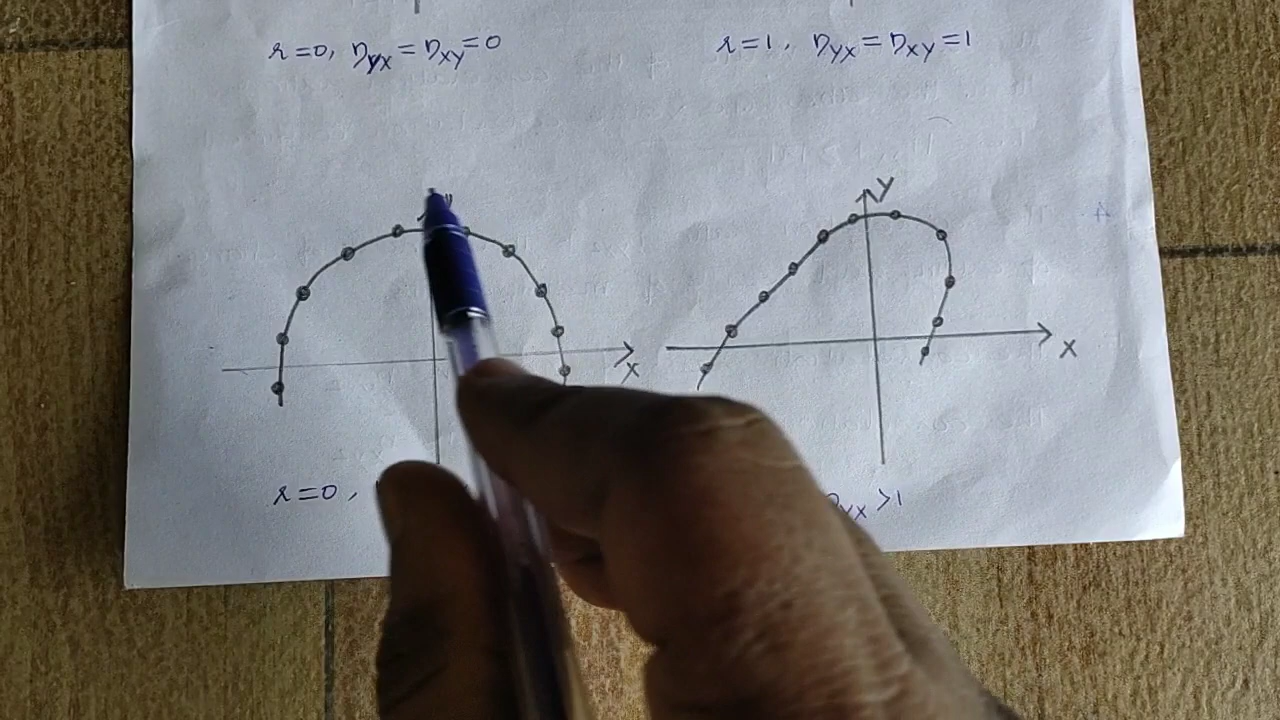 r=0, ηyx = ηxy = 0
r=1, ηyx = ηxy = 1
y
x
y
x
r=0,
ηyx >1